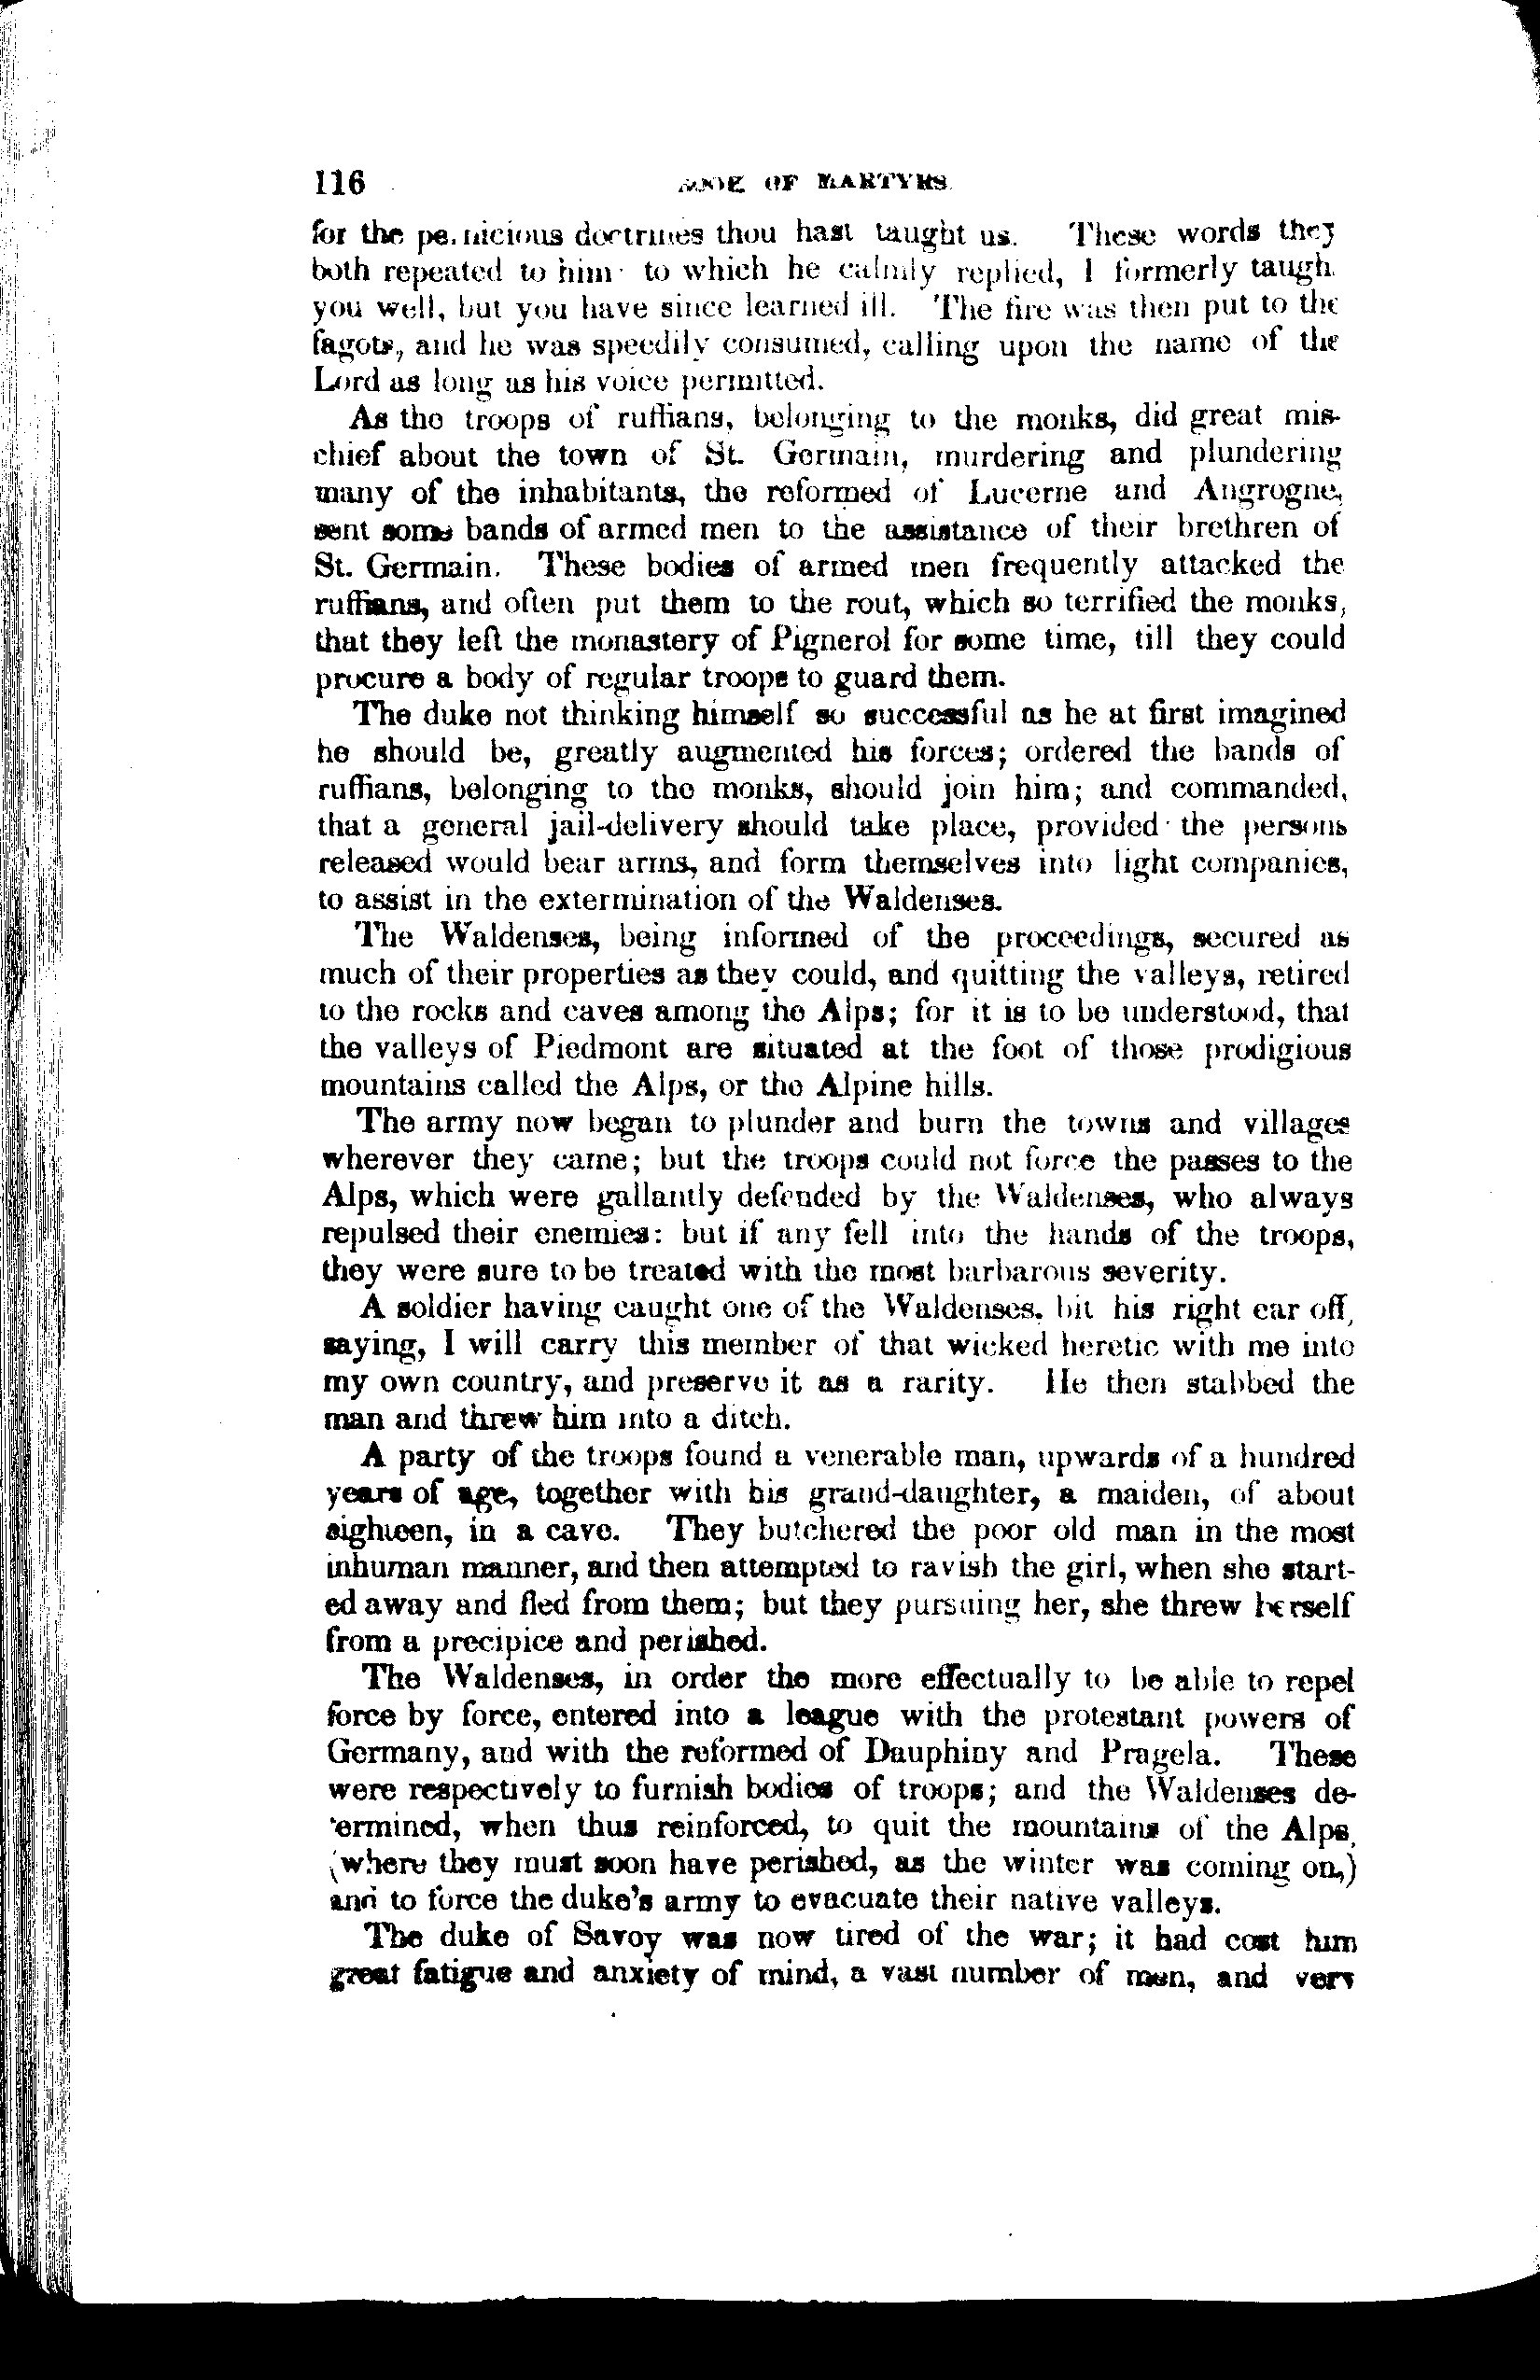 116 BOOK OF MARTYRS
for the pernicious doctrines thou hast taught us. These words they
both repeated to him to which he calmly replied, I formerly taugh
you well, but you have since learned ill. The fire was then put to the
fagots, and he was speedily consumed, calling upon the name of the
Lord as long as his voice permitted.
As the troops of ruffians, belonging to the monks, did great mis-
chief about the town of St. Germain, murdering and plundering
many of the inhabitants, the reformed of Lucerne and Angrogne,
sent some bands of armed men to the assistance of their brethren of
St. Germain. These bodies of armed men frequently attacked the
ruffians, and often put them to the rout, which so terrified the monks,
that they left the monastery of Pignerol for some time, till they could
procure a body of regular troops to guard them.
The duke not thinking himself so successful as he at first imagined
he should be, greatly augmented his forces; ordered the bands of
ruffians, belonging to the monks, should join him; and commanded,
that a general jail-delivery should take place, provided the persons
released would bear arms, and form themselves into light companies,
to assist in the extermination of the Waldenses.
The Waldenses, being informed of the proceedings, secured as
much of their properties as they could, and quitting the valleys, retired
to the rocks and caves among the Alps; for it is to be understood, that
the valleys of Piedmont are situated at the foot of those prodigious
mountains called the Alps, or the Alpine hills.
The army now began to plunder and burn the towns and villages
wherever they came; but the troops could not force the passes to the
Alps, which were gallantly defended by the Waldenses, who always
repulsed their enemies: but if any fell into the hands of the troops,
they were sure to be treated with the most barbarous severity.
A soldier having caught one of the Waldenses, bit his right ear off,
saying, I will carry this member of that wicked heretic with me into
my own country, and preserve it as a rarity. He then stabbed the
man and threw him into a ditch.
A party of the troops found a venerable man, upwards of a hundred
years of age, together with his grand-daughter, a maiden, of about
eighteen, in a cave. They butchered the poor old man in the most
inhuman manner, and then attempted to ravish the girl, when she start-
ed away and fled from them; but they pursuing her, she threw herself
from a precipice and perished.
The Waldenses, in order the more effectually to be able to repel
force by force, entered into a league with the protestant powers of
Germany, and with the reformed of Dauphiny and Pragela. These
were respectively to furnish bodies of troops; and the Waldenses de-
termined, when thus reinforced, to quit the mountains of the Alps,
(where they must soon have perished, as the winter was coming on,)
and to force the duke's army to evacuate their native valleys.
The duke of Savoy was now tired of the war; it had cost him
great fatigue and anxiety of mind, a vast number of men, and very